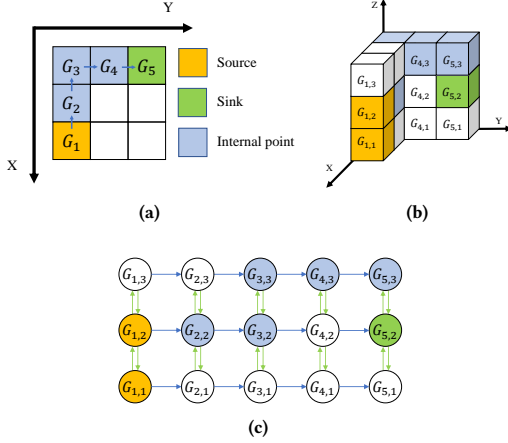 Y
X
G3 G4 G5
G2
G1
Source
Sink
Internal point
(a)
Z
Y
X
G1,3
G1,2
G1,1
G4,3 G5,3
G4,2 G5,2
G4,1 G5,1
(b)
G1,3 G2,3 G3,3 G4,3 G5,3
G1,2 G2,2 G3,2 G4,2 G5,2
G1,1 G2,1 G3,1 G4,1 G5,1
(c)